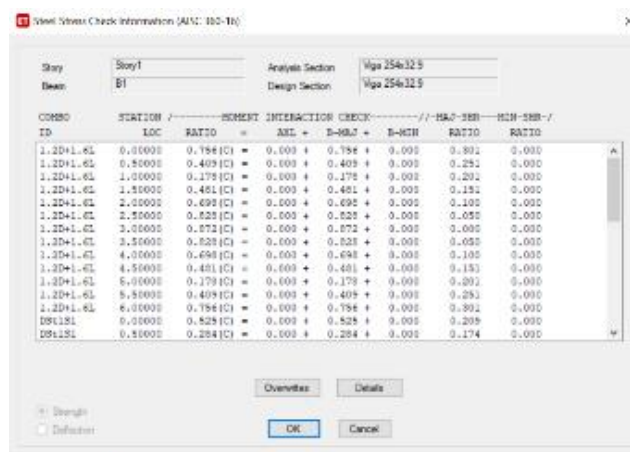 Steel Stress Check Information (AISC 360-16)
Story Story1 Analysis Section Viga 254x32.9
Beam B1 Design Section Viga 254x32.9
COMBO STATION /--------MOMENT INTERACTION CHECK--------//-MAJ-SHR---MIN-SHR-/
ID LOC RATIO = AXL + B-MAJ + B-MIN RATIO RATIO
1.2D+1.6L 0.00000 0.756(C) = 0.000 + 0.756 + 0.000 0.301 0.000
1.2D+1.6L 0.50000 0.409(C) = 0.000 + 0.409 + 0.000 0.251 0.000
1.2D+1.6L 1.00000 0.178(C) = 0.000 + 0.178 + 0.000 0.201 0.000
1.2D+1.6L 1.50000 0.481(C) = 0.000 + 0.481 + 0.000 0.151 0.000
1.2D+1.6L 2.00000 0.698(C) = 0.000 + 0.698 + 0.000 0.100 0.000
1.2D+1.6L 2.50000 0.828(C) = 0.000 + 0.828 + 0.000 0.050 0.000
1.2D+1.6L 3.00000 0.872(C) = 0.000 + 0.872 + 0.000 0.000 0.000
1.2D+1.6L 3.50000 0.828(C) = 0.000 + 0.828 + 0.000 0.050 0.000
1.2D+1.6L 4.00000 0.698(C) = 0.000 + 0.698 + 0.000 0.100 0.000
1.2D+1.6L 4.50000 0.481(C) = 0.000 + 0.481 + 0.000 0.151 0.000
1.2D+1.6L 5.00000 0.178(C) = 0.000 + 0.178 + 0.000 0.201 0.000
1.2D+1.6L 5.50000 0.409(C) = 0.000 + 0.409 + 0.000 0.251 0.000
1.2D+1.6L 6.00000 0.756(C) = 0.000 + 0.756 + 0.000 0.301 0.000
DStlS1 0.00000 0.525(C) = 0.000 + 0.525 + 0.000 0.209 0.000
DStlS1 0.50000 0.284(C) = 0.000 + 0.284 + 0.000 0.174 0.000
Overwrites Details
Strength
Deflection
OK Cancel